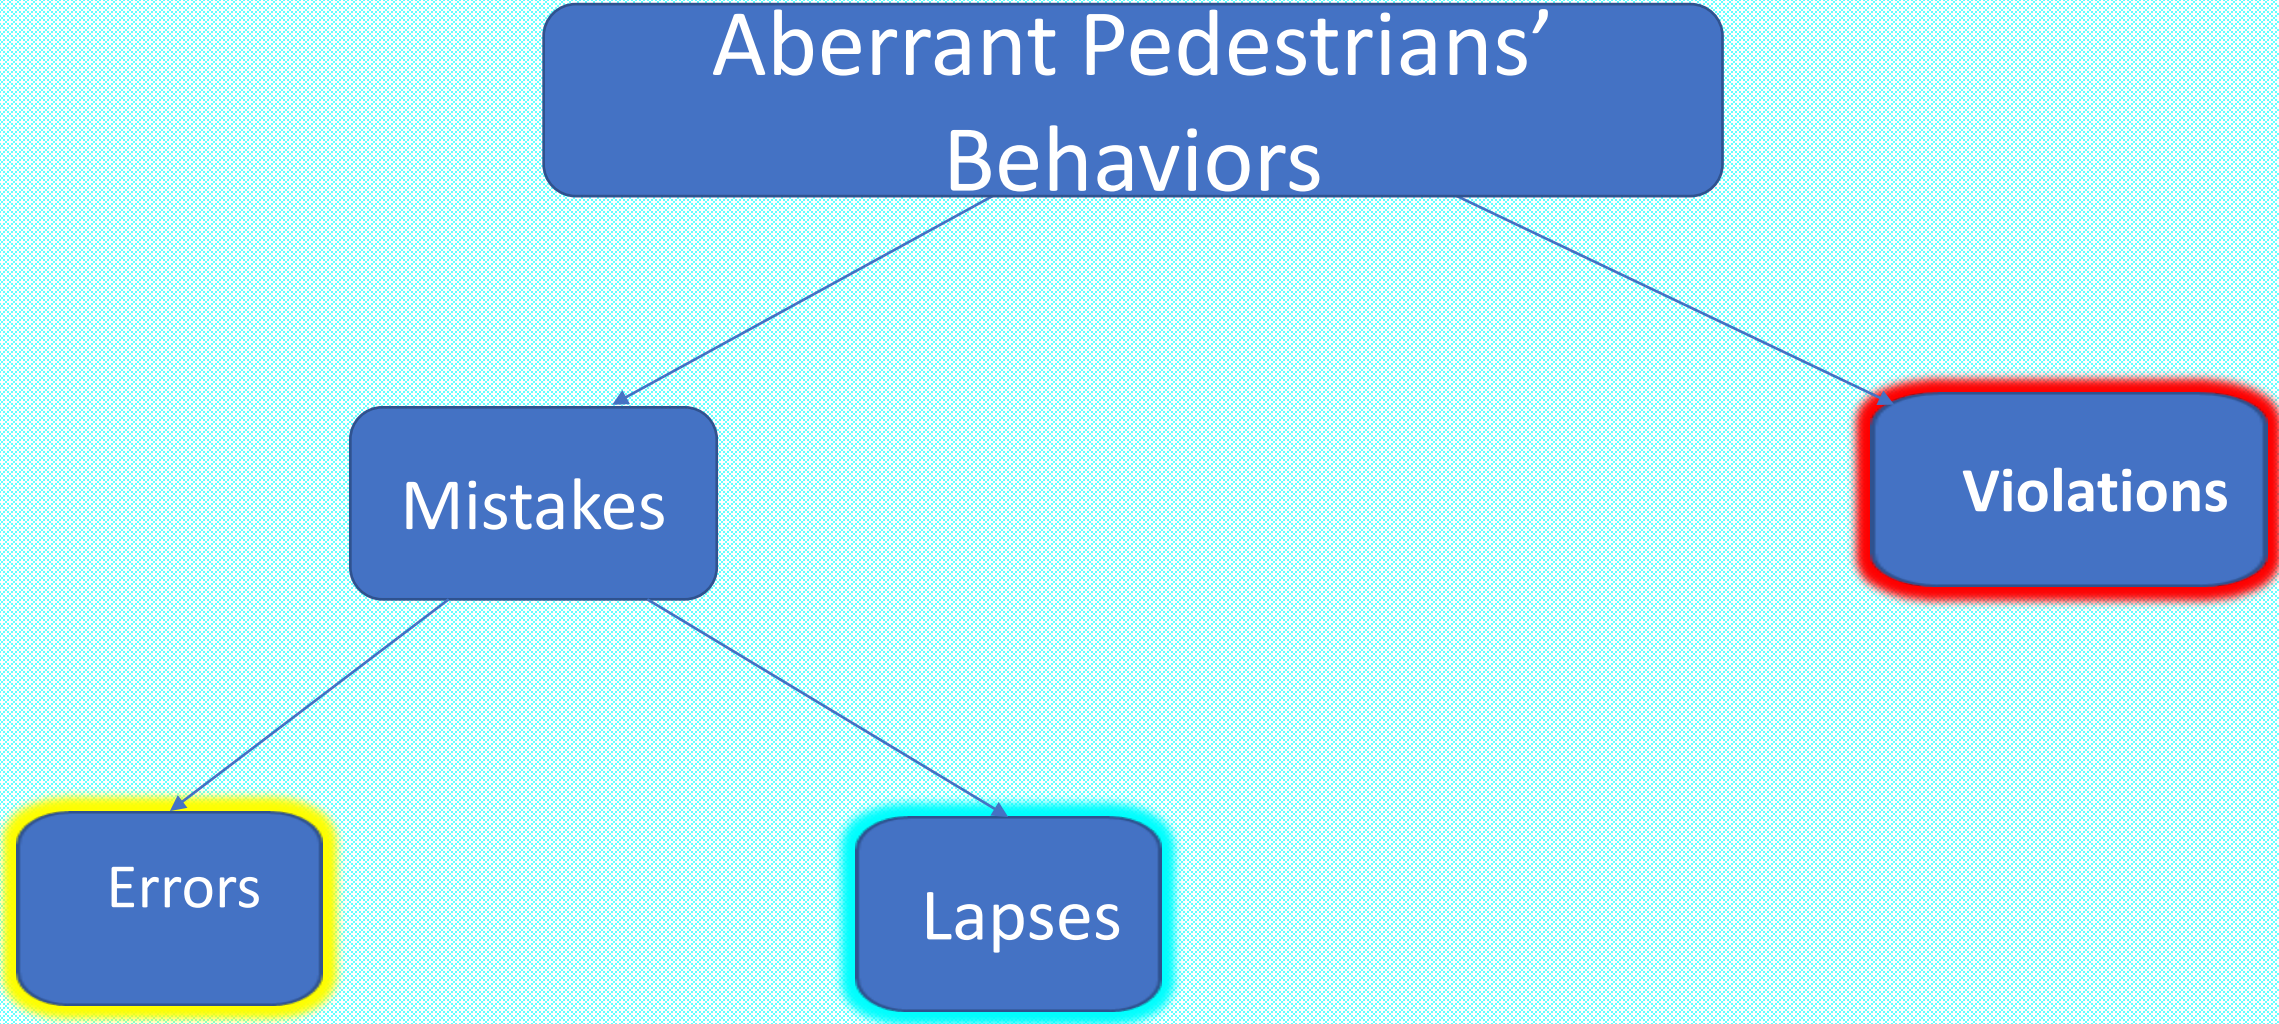 Aberrant Pedestrians’
Behaviors
Mistakes
Violations
Errors
Lapses